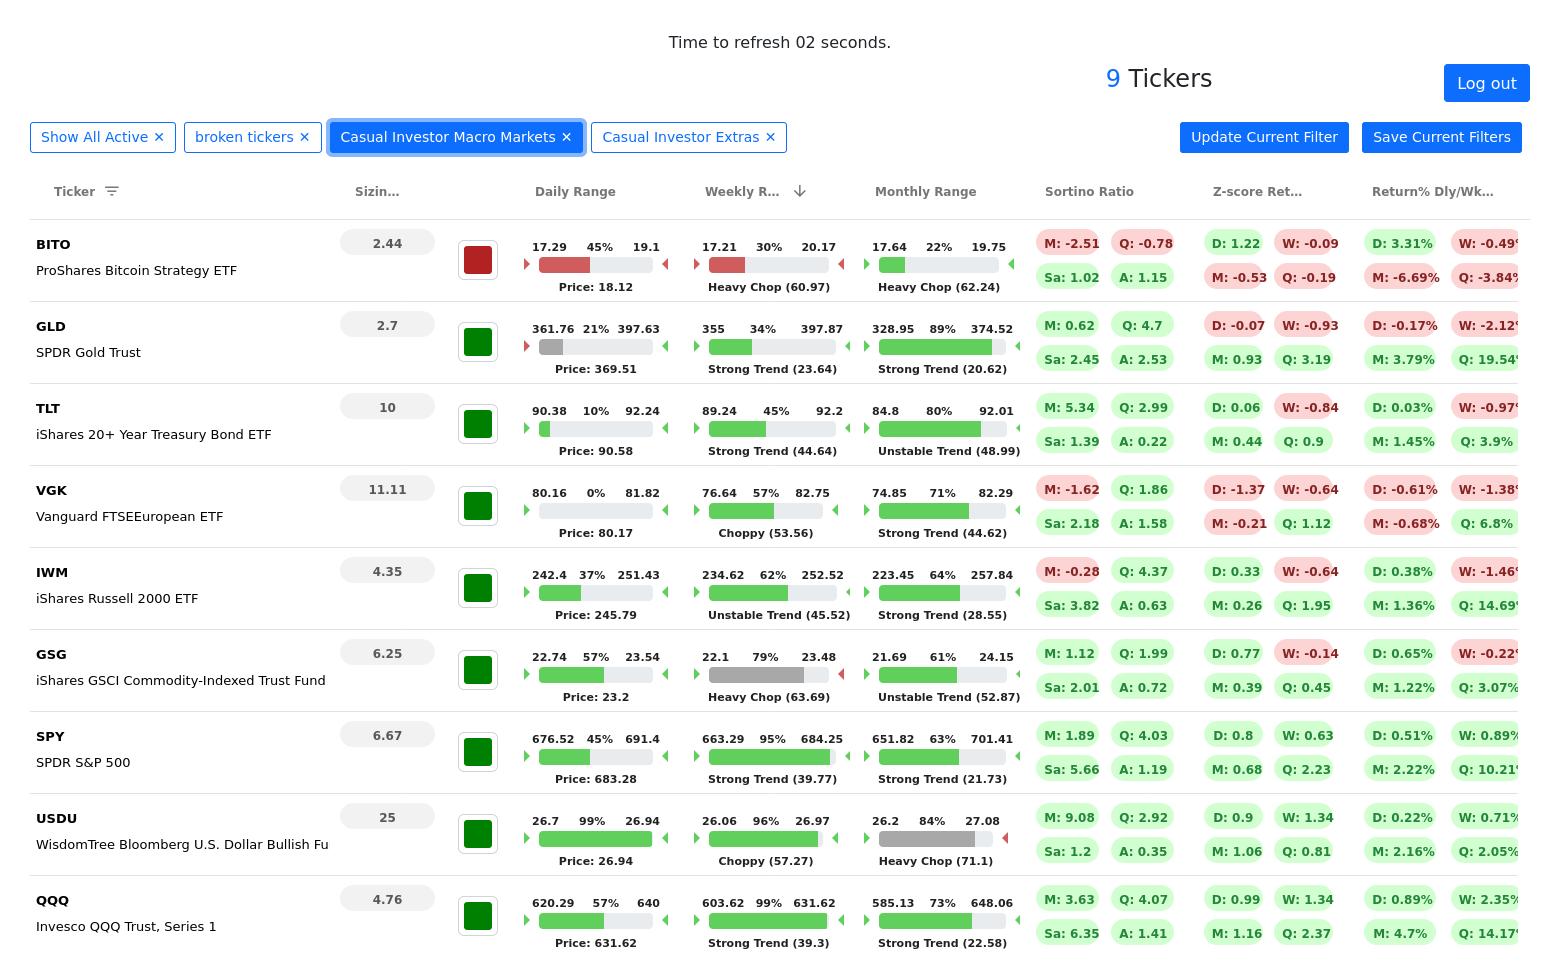 Time to refresh 02 seconds.
9 Tickers
Log out
Show All Active ✕ broken tickers ✕ Casual Investor Macro Markets ✕ Casual Investor Extras ✕ Update Current Filter Save Current Filters
Ticker Sizin... Daily Range Weekly R... Monthly Range Sortino Ratio Z-score Ret... Return% Dly/Wk...
BITO 2.44 17.29 45% 19.1 17.21 30% 20.17 17.64 22% 19.75 M: -2.51 Q: -0.78 D: 1.22 W: -0.09 D: 3.31% W: -0.49%
ProShares Bitcoin Strategy ETF Price: 18.12 Heavy Chop (60.97) Heavy Chop (62.24) Sa: 1.02 A: 1.15 M: -0.53 Q: -0.19 M: -6.69% Q: -3.84%
GLD 2.7 361.76 21% 397.63 355 34% 397.87 328.95 89% 374.52 M: 0.62 Q: 4.7 D: -0.07 W: -0.93 D: -0.17% W: -2.12%
SPDR Gold Trust Price: 369.51 Strong Trend (23.64) Strong Trend (20.62) Sa: 2.45 A: 2.53 M: 0.93 Q: 3.19 M: 3.79% Q: 19.54%
TLT 10 90.38 10% 92.24 89.24 45% 92.2 84.8 80% 92.01 M: 5.34 Q: 2.99 D: 0.06 W: -0.84 D: 0.03% W: -0.97%
iShares 20+ Year Treasury Bond ETF Price: 90.58 Strong Trend (44.64) Unstable Trend (48.99) Sa: 1.39 A: 0.22 M: 0.44 Q: 0.9 M: 1.45% Q: 3.9%
VGK 11.11 80.16 0% 81.82 76.64 57% 82.75 74.85 71% 82.29 M: -1.62 Q: 1.86 D: -1.37 W: -0.64 D: -0.61% W: -1.38%
Vanguard FTSEEuropean ETF Price: 80.17 Choppy (53.56) Strong Trend (44.62) Sa: 2.18 A: 1.58 M: -0.21 Q: 1.12 M: -0.68% Q: 6.8%
IWM 4.35 242.4 37% 251.43 234.62 62% 252.52 223.45 64% 257.84 M: -0.28 Q: 4.37 D: 0.33 W: -0.64 D: 0.38% W: -1.46%
iShares Russell 2000 ETF Price: 245.79 Unstable Trend (45.52) Strong Trend (28.55) Sa: 3.82 A: 0.63 M: 0.26 Q: 1.95 M: 1.36% Q: 14.69%
GSG 6.25 22.74 57% 23.54 22.1 79% 23.48 21.69 61% 24.15 M: 1.12 Q: 1.99 D: 0.77 W: -0.14 D: 0.65% W: -0.22%
iShares GSCI Commodity-Indexed Trust Fund Price: 23.2 Heavy Chop (63.69) Unstable Trend (52.87) Sa: 2.01 A: 0.72 M: 0.39 Q: 0.45 M: 1.22% Q: 3.07%
SPY 6.67 676.52 45% 691.4 663.29 95% 684.25 651.82 63% 701.41 M: 1.89 Q: 4.03 D: 0.8 W: 0.63 D: 0.51% W: 0.89%
SPDR S&P 500 Price: 683.28 Strong Trend (39.77) Strong Trend (21.73) Sa: 5.66 A: 1.19 M: 0.68 Q: 2.23 M: 2.22% Q: 10.21%
USDU 25 26.7 99% 26.94 26.06 96% 26.97 26.2 84% 27.08 M: 9.08 Q: 2.92 D: 0.9 W: 1.34 D: 0.22% W: 0.71%
WisdomTree Bloomberg U.S. Dollar Bullish Fu Price: 26.94 Choppy (57.27) Heavy Chop (71.1) Sa: 1.2 A: 0.35 M: 1.06 Q: 0.81 M: 2.16% Q: 2.05%
QQQ 4.76 620.29 57% 640 603.62 99% 631.62 585.13 73% 648.06 M: 3.63 Q: 4.07 D: 0.99 W: 1.34 D: 0.89% W: 2.35%
Invesco QQQ Trust, Series 1 Price: 631.62 Strong Trend (39.3) Strong Trend (22.58) Sa: 6.35 A: 1.41 M: 1.16 Q: 2.37 M: 4.7% Q: 14.17%